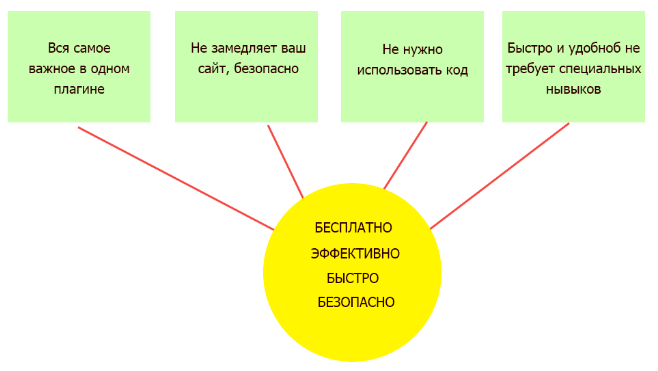 Вся самое
важное в одном
плагине
Не замедляет ваш
сайт, безопасно
Не нужно
использовать код
Быстро и удобноб не
требует специальных
нывыков
БЕСПЛАТНО
ЭФФЕКТИВНО
БЫСТРО
БЕЗОПАСНО